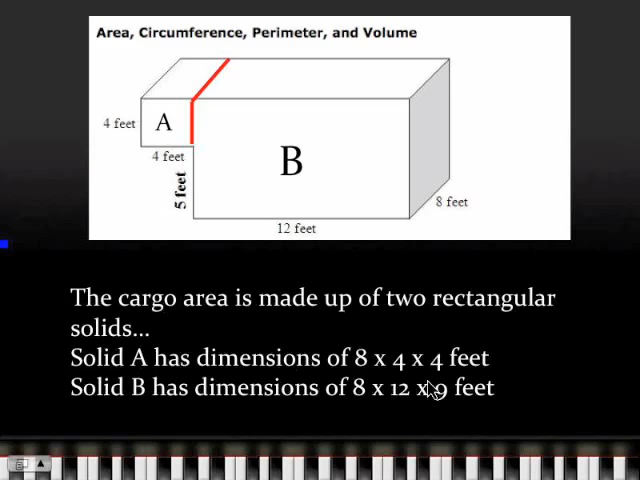 Area, Circumference, Perimeter, and Volume
4 feet
A
4 feet
B
5 feet
8 feet
12 feet
The cargo area is made up of two rectangular
solids...
Solid A has dimensions of 8 x 4 x 4 feet
Solid B has dimensions of 8 x 12 x 9 feet